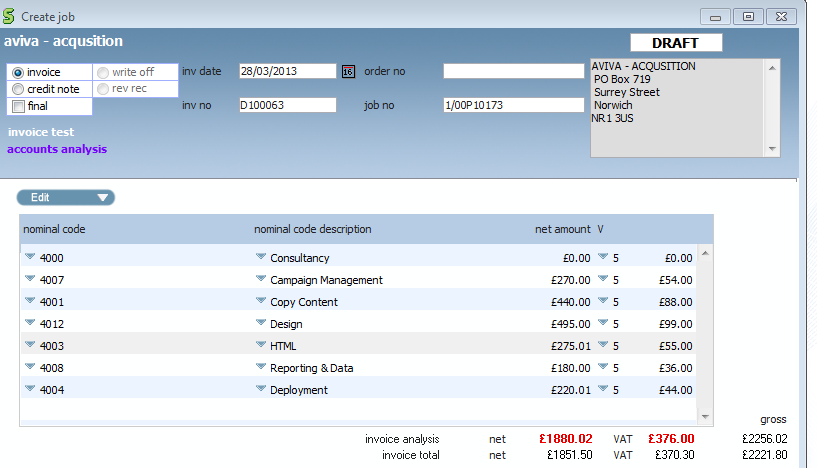 S Create job
aviva - acqusition
DRAFT
invoice write off inv date 28/03/2013 16 order no
credit note rev rec
final inv no D100063 job no 1/00P10173
AVIVA - ACQUSITION
PO Box 719
Surrey Street
Norwich
NR1 3US
invoice test
accounts analysis
Edit
nominal code nominal code description net amount V
4000 Consultancy £0.00 5 £0.00
4007 Campaign Management £270.00 5 £54.00
4001 Copy Content £440.00 5 £88.00
4012 Design £495.00 5 £99.00
4003 HTML £275.01 5 £55.00
4008 Reporting & Data £180.00 5 £36.00
4004 Deployment £220.01 5 £44.00
gross
invoice analysis net £1880.02 VAT £376.00 £2256.02
invoice total net £1851.50 VAT £370.30 £2221.80